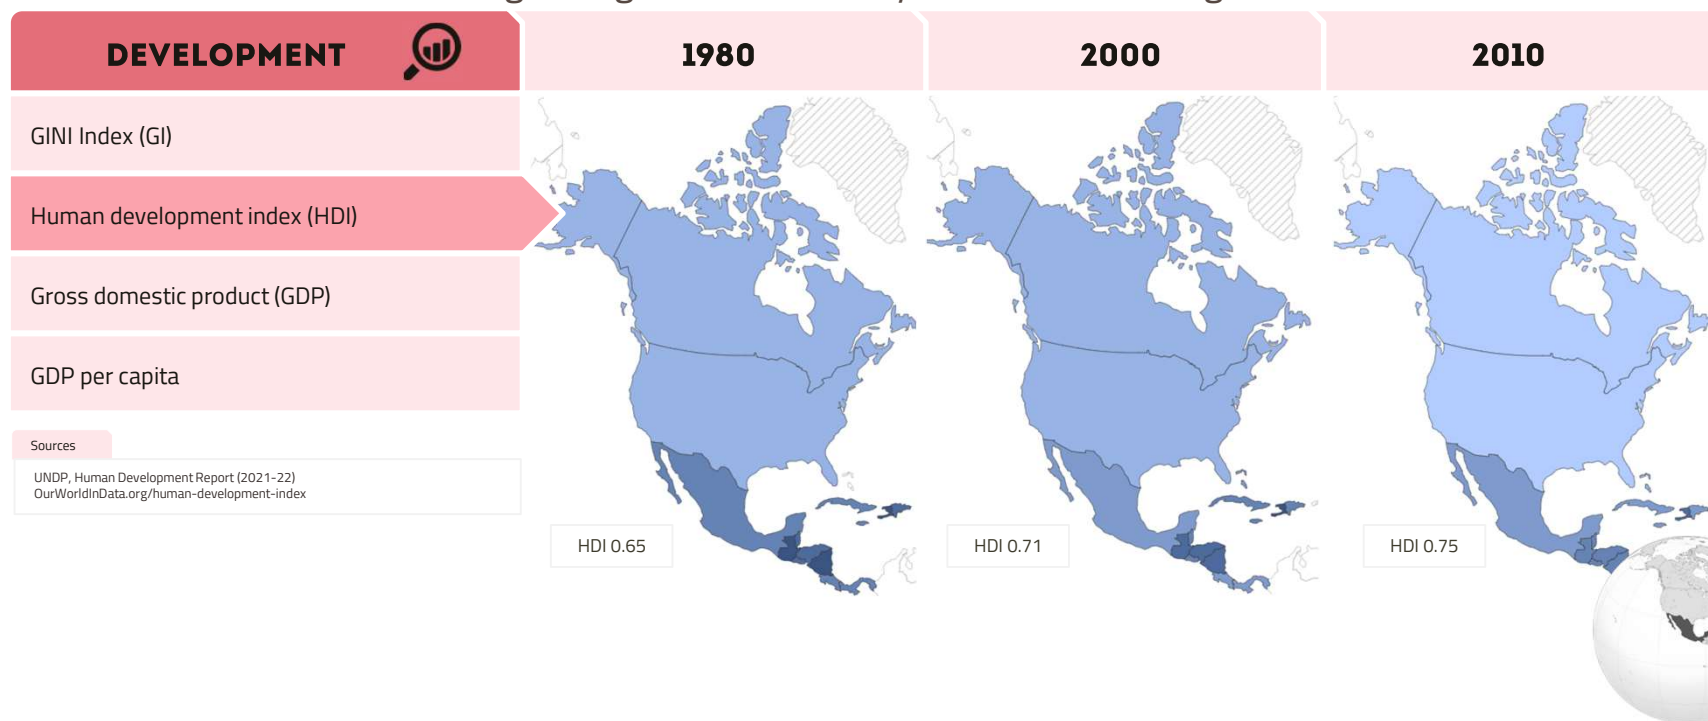 DEVELOPMENT
1980
2000
2010
GINI Index (GI)
Human development index (HDI)
Gross domestic product (GDP)
GDP per capita
Sources
UNDP, Human Development Report (2021-22)
OurWorldInData.org/human-development-index
HDI 0.65
HDI 0.71
HDI 0.75